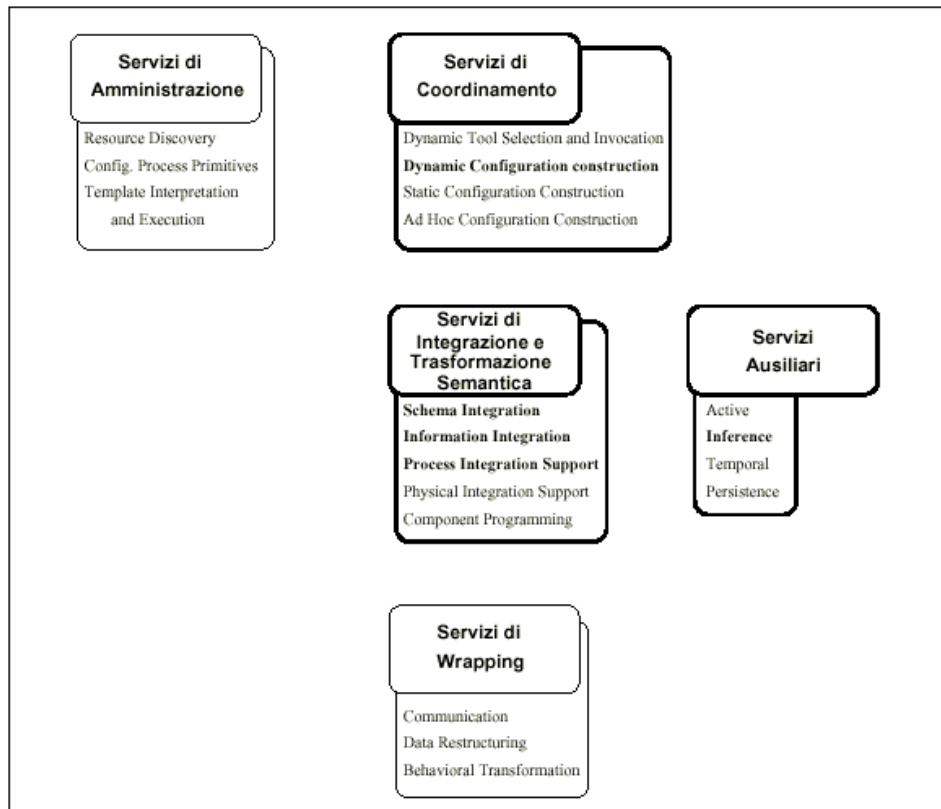 Servizi di
Amministrazione
Resource Discovery
Config. Process Primitives
Template Interpretation
and Execution
Servizi di
Coordinamento
Dynamic Tool Selection and Invocation
Dynamic Configuration construction
Static Configuration Construction
Ad Hoc Configuration Construction
Servizi di
Integrazione e
Trasformazione
Semantica
Schema Integration
Information Integration
Process Integration Support
Physical Integration Support
Component Programming
Servizi
Ausiliari
Active
Inference
Temporal
Persistence
Servizi di
Wrapping
Communication
Data Restructuring
Behavioral Transformation